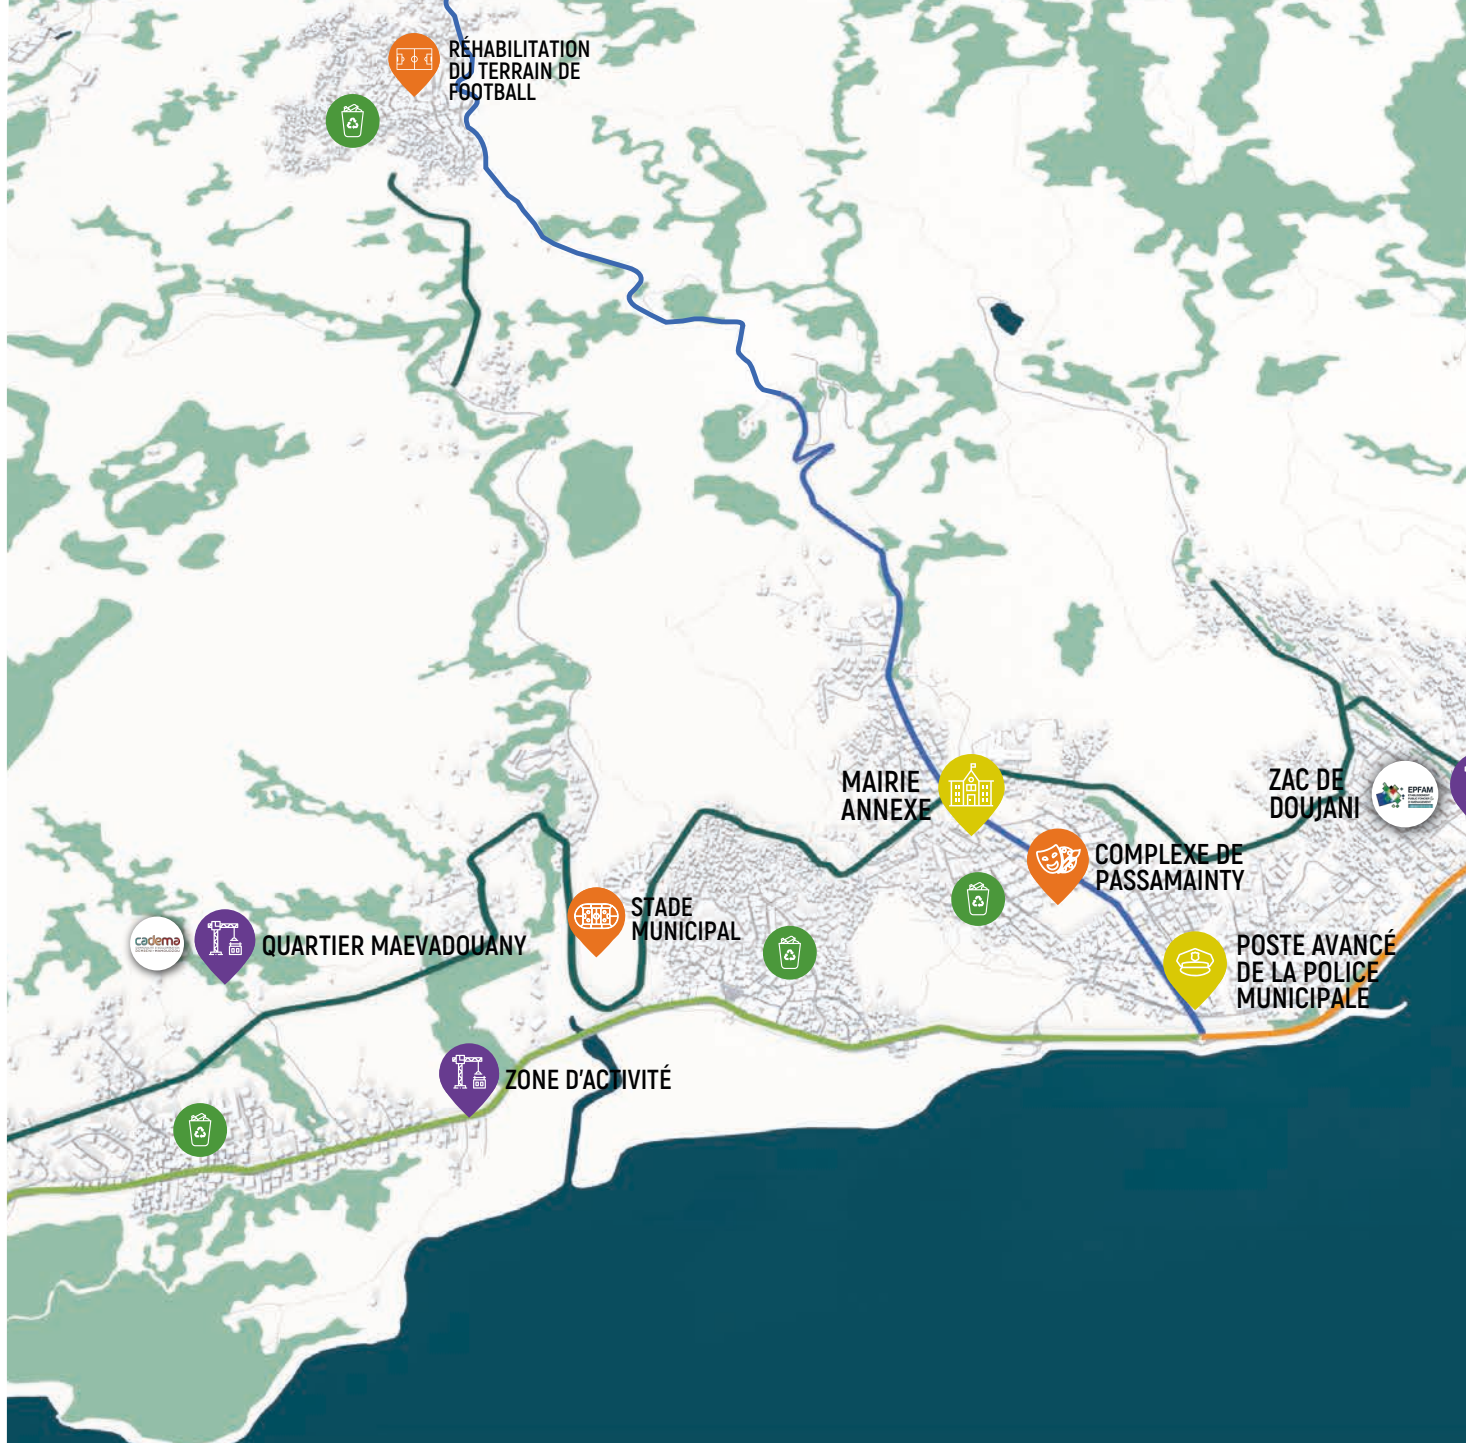 RÉHABILITATION
DU TERRAIN DE
FOOTBALL
MAIRIE
ANNEXE
ZAC DE
DOUJANI
EPFAM
COMPLEXE DE
PASSAMAINTY
STADE
MUNICIPAL
cadema
QUARTIER MAEVADOUANY
POSTE AVANCÉ
DE LA POLICE
MUNICIPALE
ZONE D'ACTIVITÉ